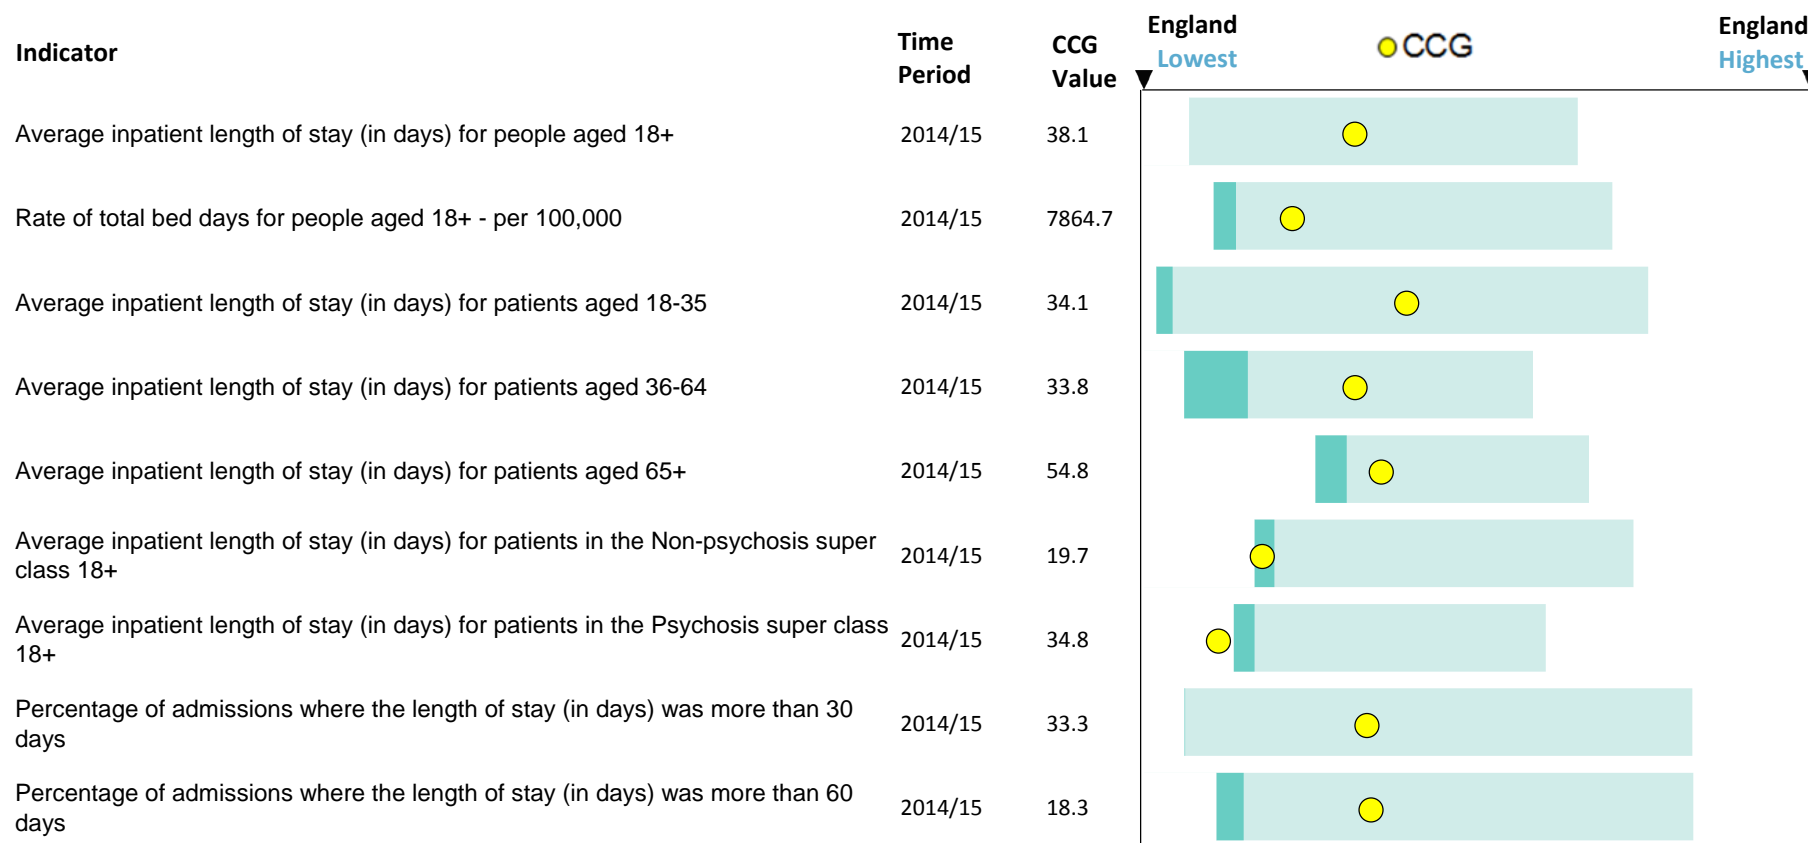 Indicator
Time
Period
CCG
Value
England
Lowest
CCG
England
Highest
Average inpatient length of stay (in days) for people aged 18+ 2014/15 38.1
Rate of total bed days for people aged 18+ - per 100,000 2014/15 7864.7
Average inpatient length of stay (in days) for patients aged 18-35 2014/15 34.1
Average inpatient length of stay (in days) for patients aged 36-64 2014/15 33.8
Average inpatient length of stay (in days) for patients aged 65+ 2014/15 54.8
Average inpatient length of stay (in days) for patients in the Non-psychosis super
class 18+ 2014/15 19.7
Average inpatient length of stay (in days) for patients in the Psychosis super class
18+ 2014/15 34.8
Percentage of admissions where the length of stay (in days) was more than 30
days 2014/15 33.3
Percentage of admissions where the length of stay (in days) was more than 60
days 2014/15 18.3